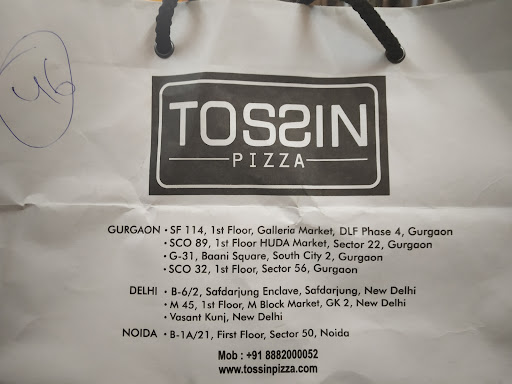 46
TOSSIN
PIZZA
GURGAON • SF 114, 1st Floor, Galleria Market, DLF Phase 4, Gurgaon
• SCO 89, 1st Floor HUDA Market, Sector 22, Gurgaon
• G-31, Baani Square, South City 2, Gurgaon
• SCO 32, 1st Floor, Sector 56, Gurgaon
DELHI • B-6/2, Safdarjung Enclave, Safdarjung, New Delhi
• M 45, 1st Floor, M Block Market, GK 2, New Delhi
• Vasant Kunj, New Delhi
NOIDA • B-1A/21, First Floor, Sector 50, Noida
Mob : +91 8882000052
www.tossinpizza.com